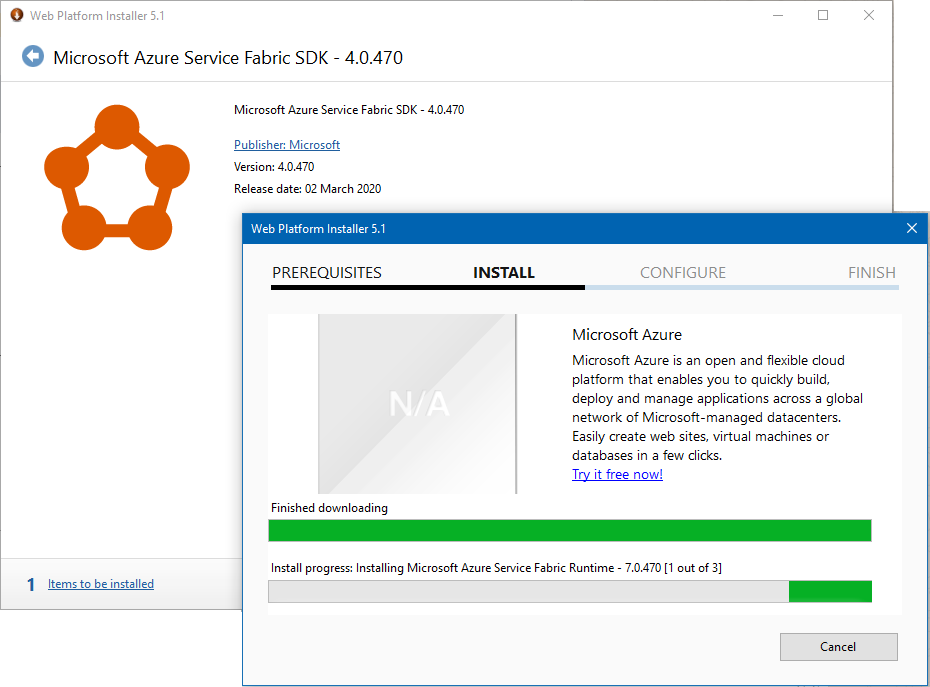 Web Platform Installer 5.1
Microsoft Azure Service Fabric SDK - 4.0.470
Microsoft Azure Service Fabric SDK - 4.0.470
Publisher: Microsoft
Version: 4.0.470
Release date: 02 March 2020
Web Platform Installer 5.1
PREREQUISITES INSTALL CONFIGURE FINISH
N/A
Microsoft Azure
Microsoft Azure is an open and flexible cloud
platform that enables you to quickly build,
deploy and manage applications across a global
network of Microsoft-managed datacenters.
Easily create web sites, virtual machines or
databases in a few clicks.
Try it free now!
Finished downloading
Install progress: Installing Microsoft Azure Service Fabric Runtime - 7.0.470 [1 out of 3]
1 Items to be installed
Cancel